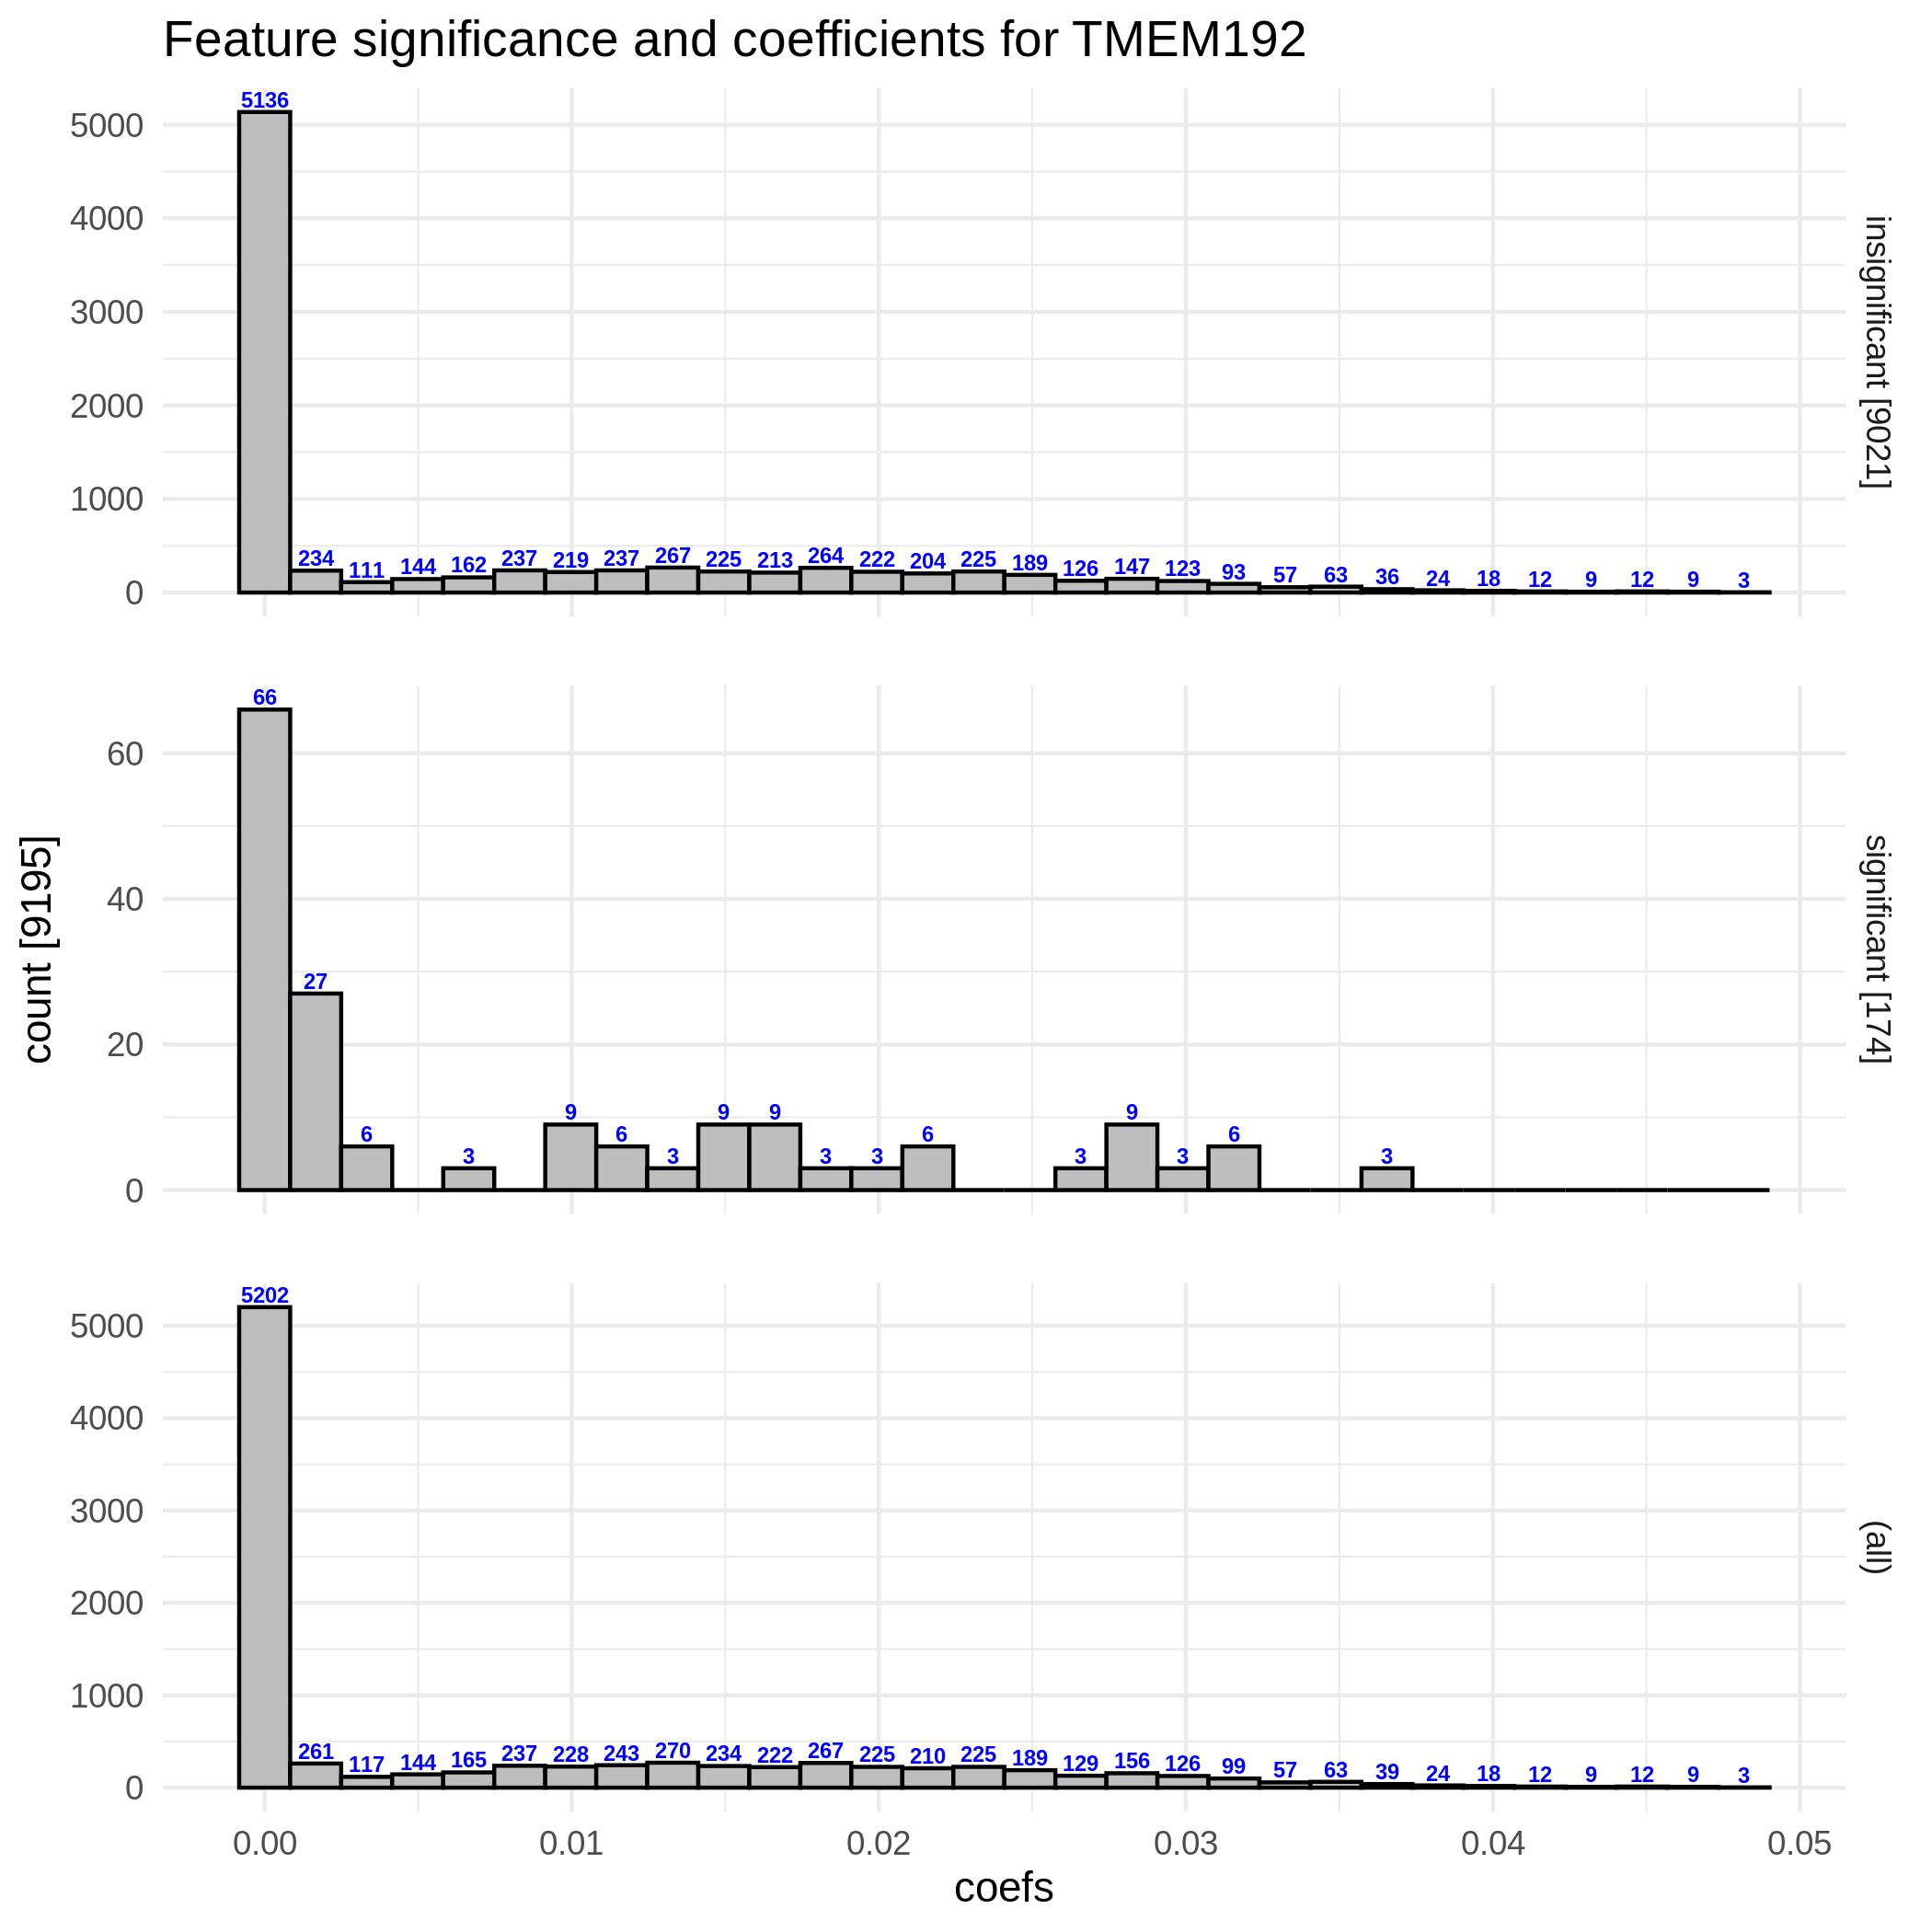 Feature significance and coefficients for TMEM192
5136
5000
4000
3000
2000
1000
0
234 111 144 162 237 219 237 267 225 213 264 222 204 225 189 126 147 123 93 57 63 36 24 18 12 9 12 9 3
insignificant [9021]
count [9195]
66
60
40
20
0
27
6 3 9 6 3 9 9 3 3 6 3 9 3 6 3
significant [174]
5202
5000
4000
3000
2000
1000
0
261 117 144 165 237 228 243 270 234 222 267 225 210 225 189 129 156 126 99 57 63 39 24 18 12 9 12 9 3
(all)
0.00 0.01 0.02 0.03 0.04 0.05
coefs